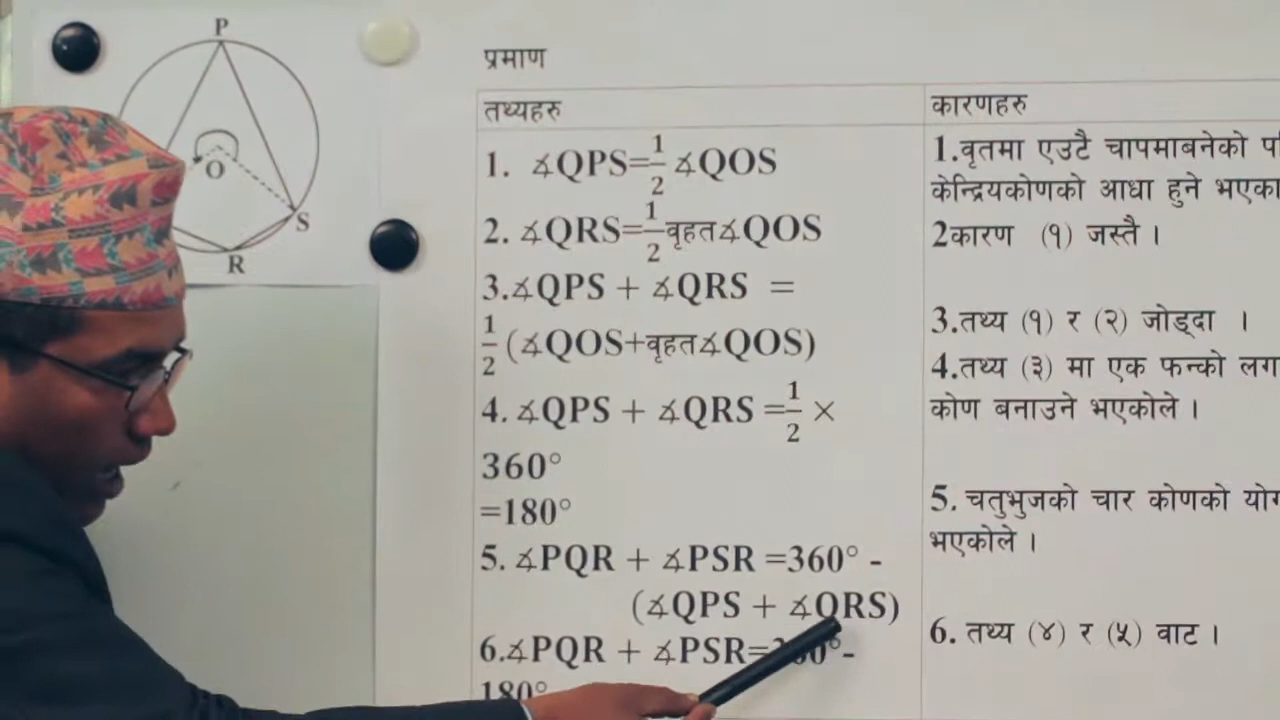 P
O
S
R
प्रमाण
तथ्यहरु
1. ∡QPS=1/2 ∡QOS
2. ∡QRS=1/2वृहत∡QOS
3.∡QPS + ∡QRS =
1/2 (∡QOS+वृहत∡QOS)
4. ∡QPS + ∡QRS =1/2 ×
360°
=180°
5. ∡PQR + ∡PSR =360° -
(∡QPS + ∡QRS)
6.∡PQR + ∡PSR=360°-
180°
कारणहरु
1.वृतमा एउटै चापमाबनेको
केन्द्रियकोणको आधा हुने भएका
2कारण (१) जस्तै ।
3.तथ्य (१) र (२) जोड्दा ।
4.तथ्य (३) मा एक फन्को लग
कोण बनाउने भएकोले ।
5. चतुभुजको चार कोणको योग
भएकोले ।
6. तथ्य (४) र (५) वाट ।